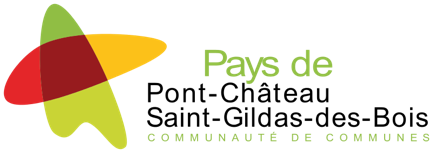 Pays de
Pont-Château
Saint-Gildas-des-Bois
COMMUNAUTÉ DE COMMUNES